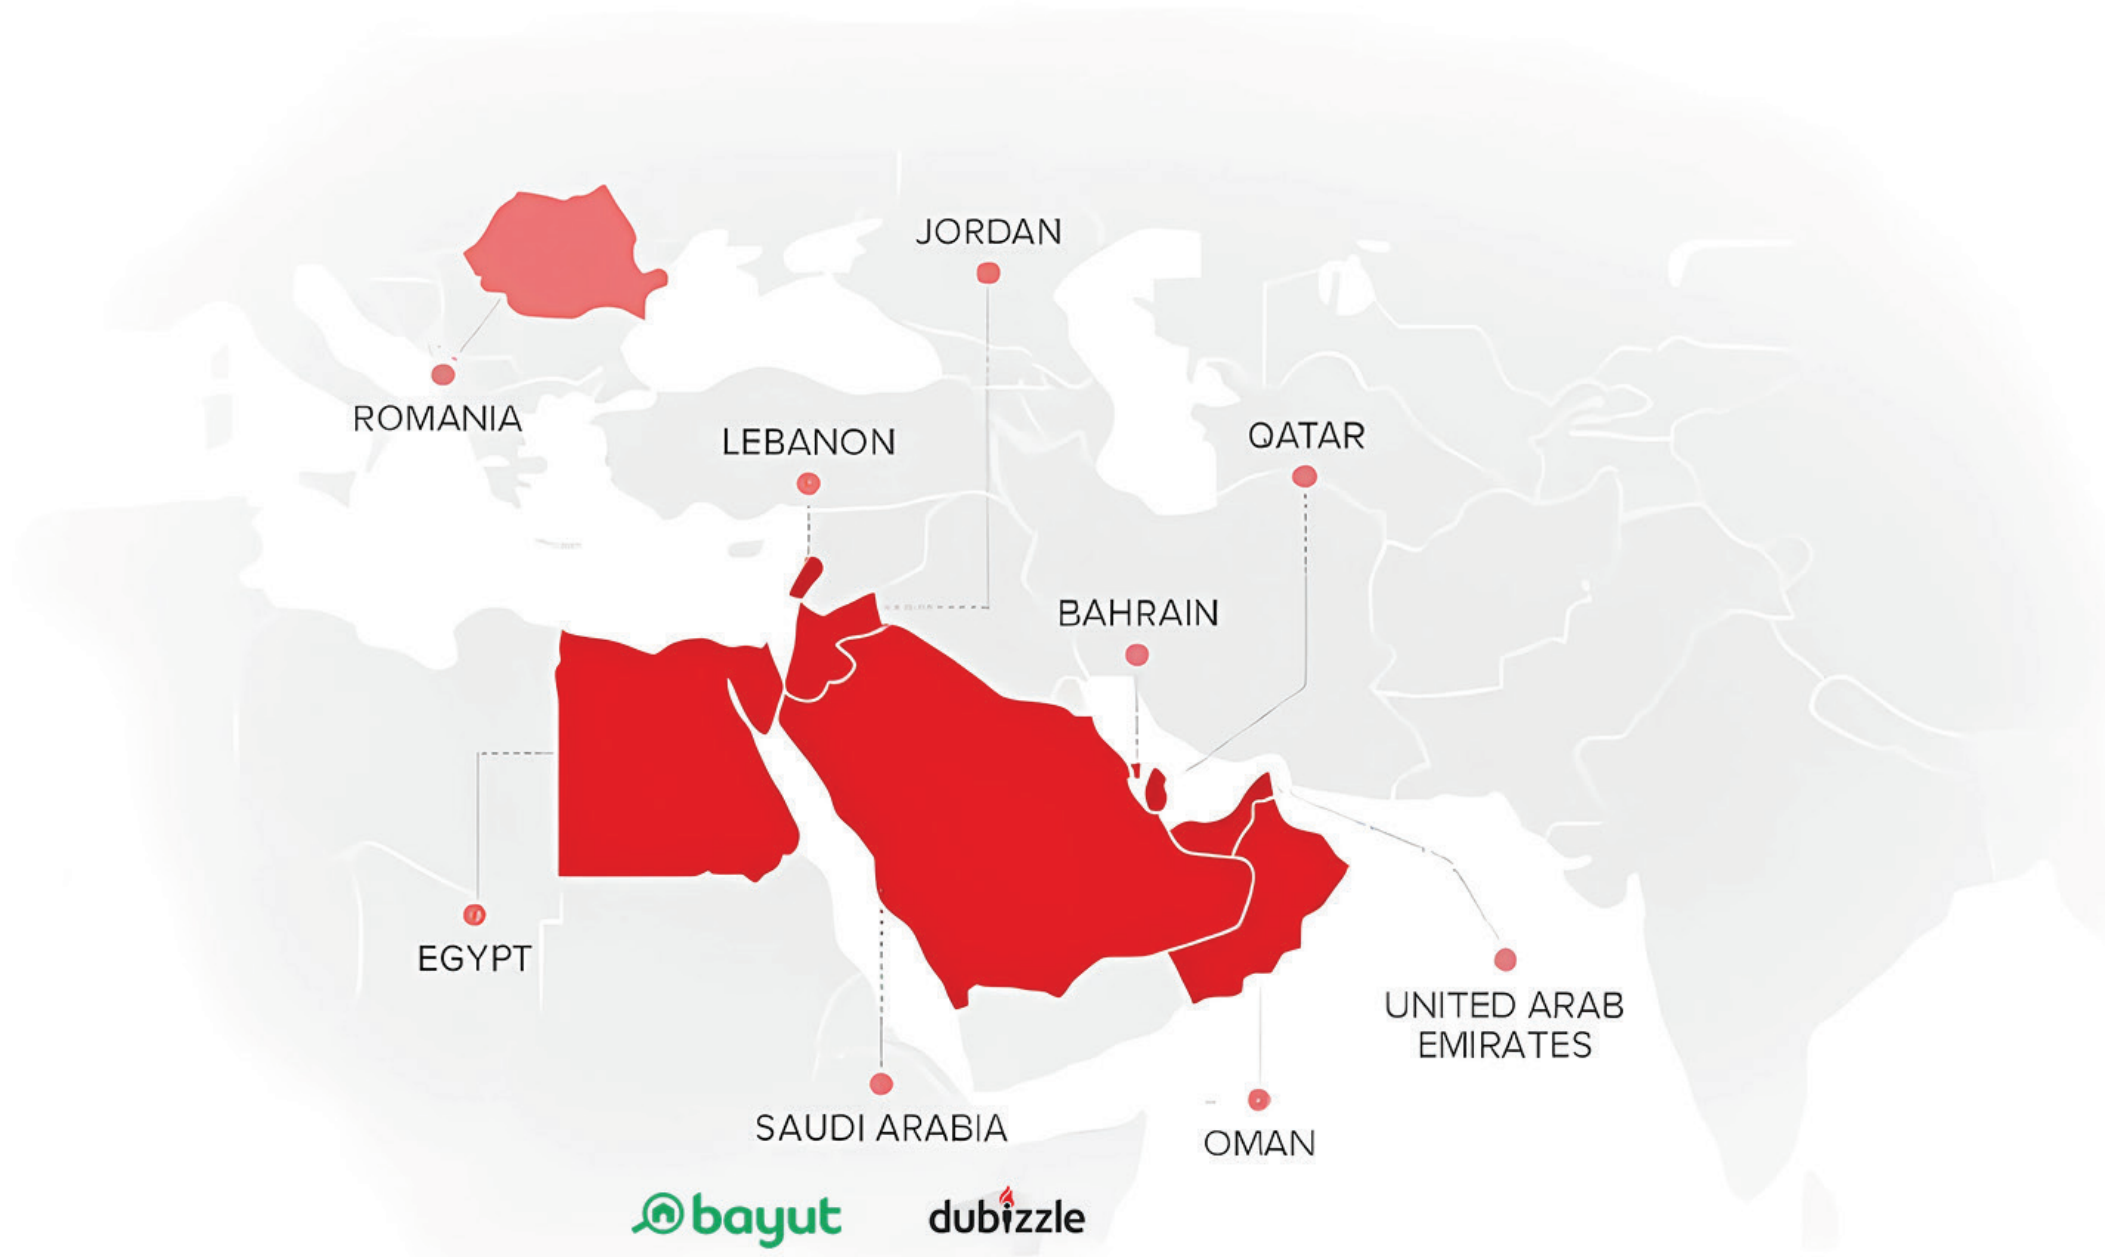 JORDAN
ROMANIA
LEBANON
QATAR
BAHRAIN
EGYPT
UNITED ARAB
EMIRATES
SAUDI ARABIA
OMAN
bayut
dubizzle